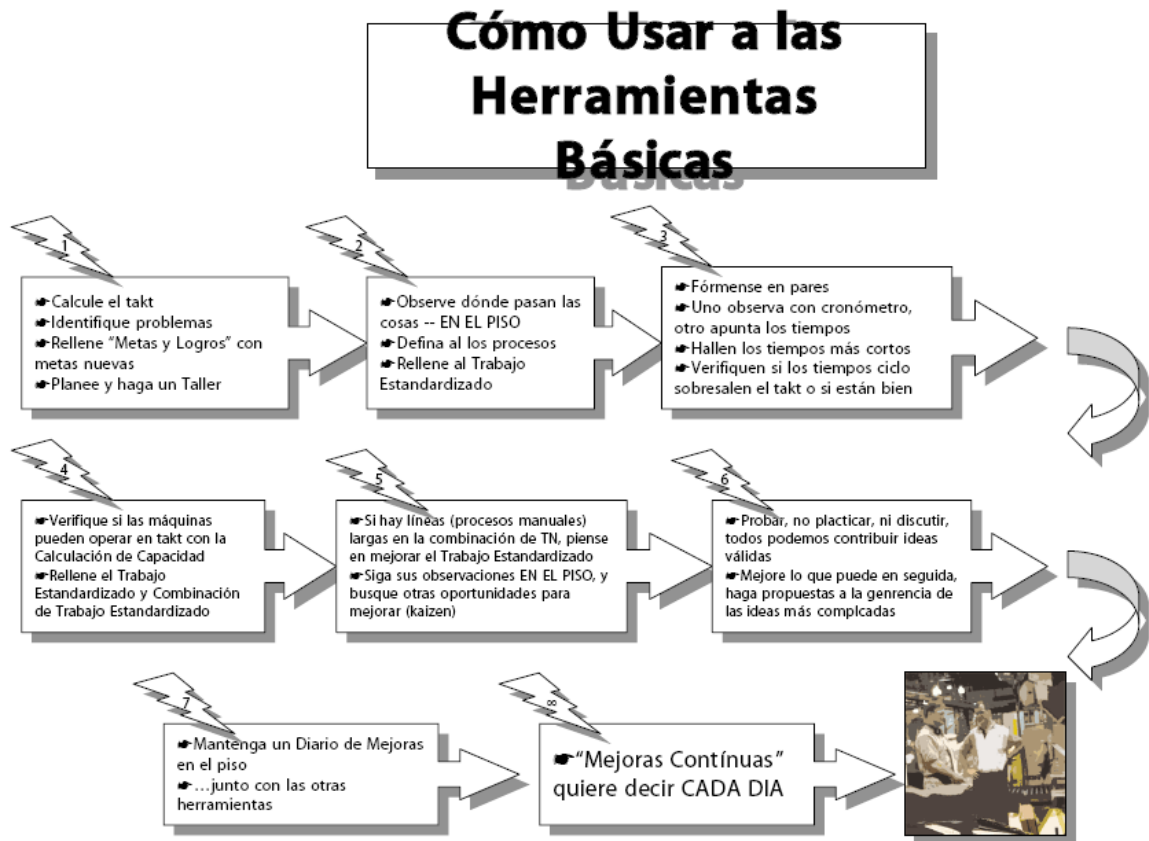 Cómo Usar a las
Herramientas
Básicas
1
☛Calcule el takt
☛Identifique problemas
☛Rellene “Metas y Logros” con
metas nuevas
☛Planee y haga un Taller
2
☛Observe dónde pasan las
cosas -- EN EL PISO
☛Defina al los procesos
☛Rellene al Trabajo
Estandardizado
3
☛Fórmense en pares
☛Uno observa con cronómetro,
otro apunta los tiempos
☛Hallen los tiempos más cortos
☛Verifiquen si los tiempos ciclo
sobresalen el takt o si están bien
4
☛Verifique si las máquinas
pueden operar en takt con la
Calculación de Capacidad
☛Rellene el Trabajo
Estandardizado y Combinación
de Trabajo Estandardizado
5
☛Si hay líneas (procesos manuales)
largas en la combinación de TN, piense
en mejorar el Trabajo Estandardizado
☛Siga sus observaciones EN EL PISO, y
busque otras oportunidades para
mejorar (kaizen)
6
☛Probar, no placticar, ni discutir,
todos podemos contribuir ideas
válidas
☛Mejore lo que puede en seguida,
haga propuestas a la genrencia de
las ideas más complcadas
7
☛Mantenga un Diario de Mejoras
en el piso
☛...junto con las otras
herramientas
∞
☛“Mejoras Contínuas”
quiere decir CADA DIA